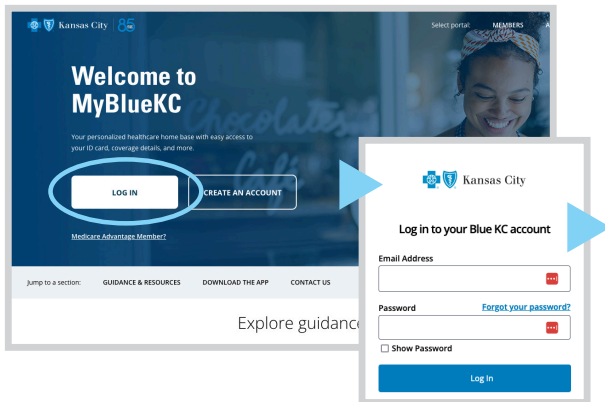 Kansas City 85
Select portal: MEMBERS
Welcome to
MyBlueKC
Your personalized healthcare home base with easy access to
your ID card, coverage details, and more.
LOG IN
CREATE AN ACCOUNT
Medicare Advantage Member?
Jump to a section: GUIDANCE & RESOURCES DOWNLOAD THE APP CONTACT US
Explore guidance
Kansas City
Log in to your Blue KC account
Email Address
Password Forgot your password?
Show Password
Log In